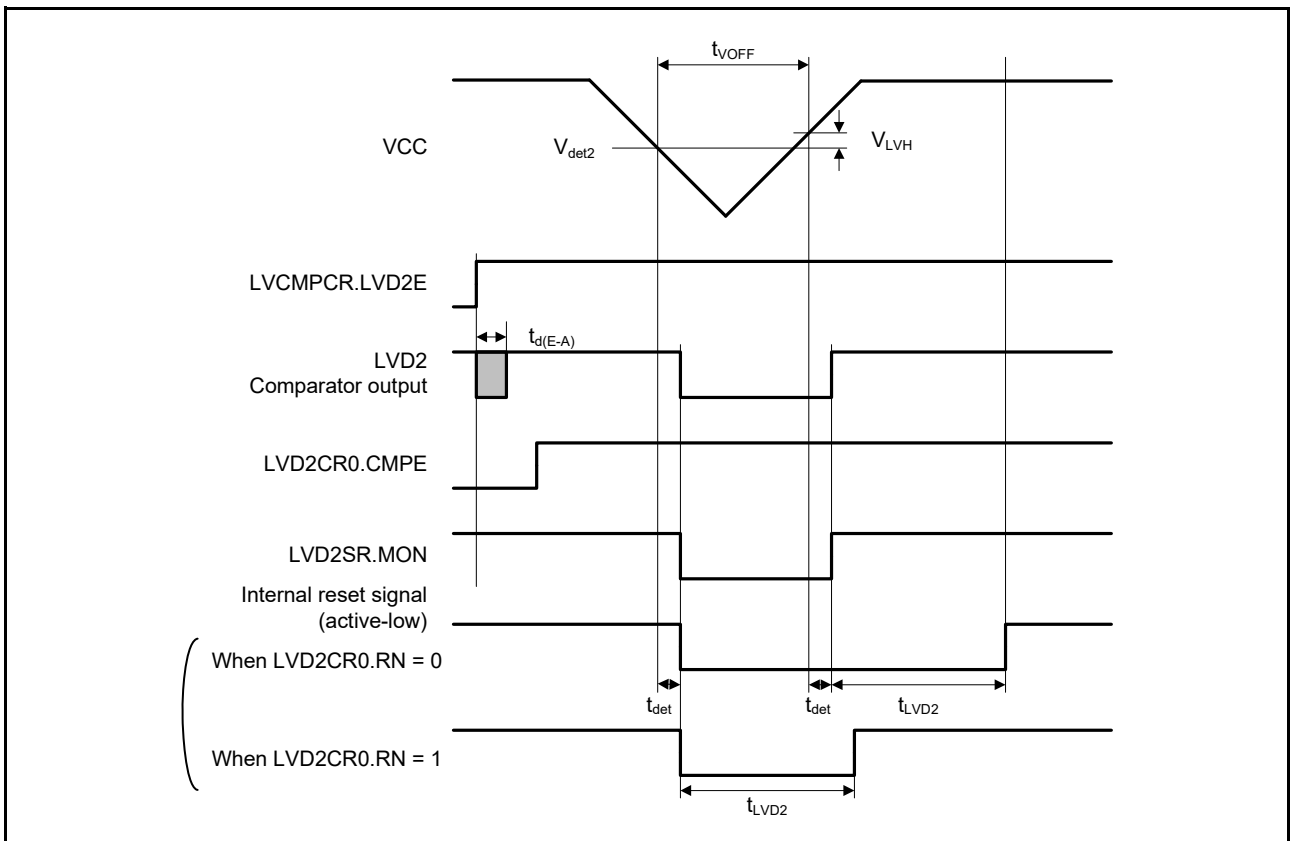 tVOFF
VCC
Vdet2
VLVH
LVCMPCR.LVD2E
td(E-A)
LVD2
Comparator output
LVD2CR0.CMPE
LVD2SR.MON
Internal reset signal
(active-low)
When LVD2CR0.RN = 0
tdet
tdet
tLVD2
When LVD2CR0.RN = 1
tLVD2